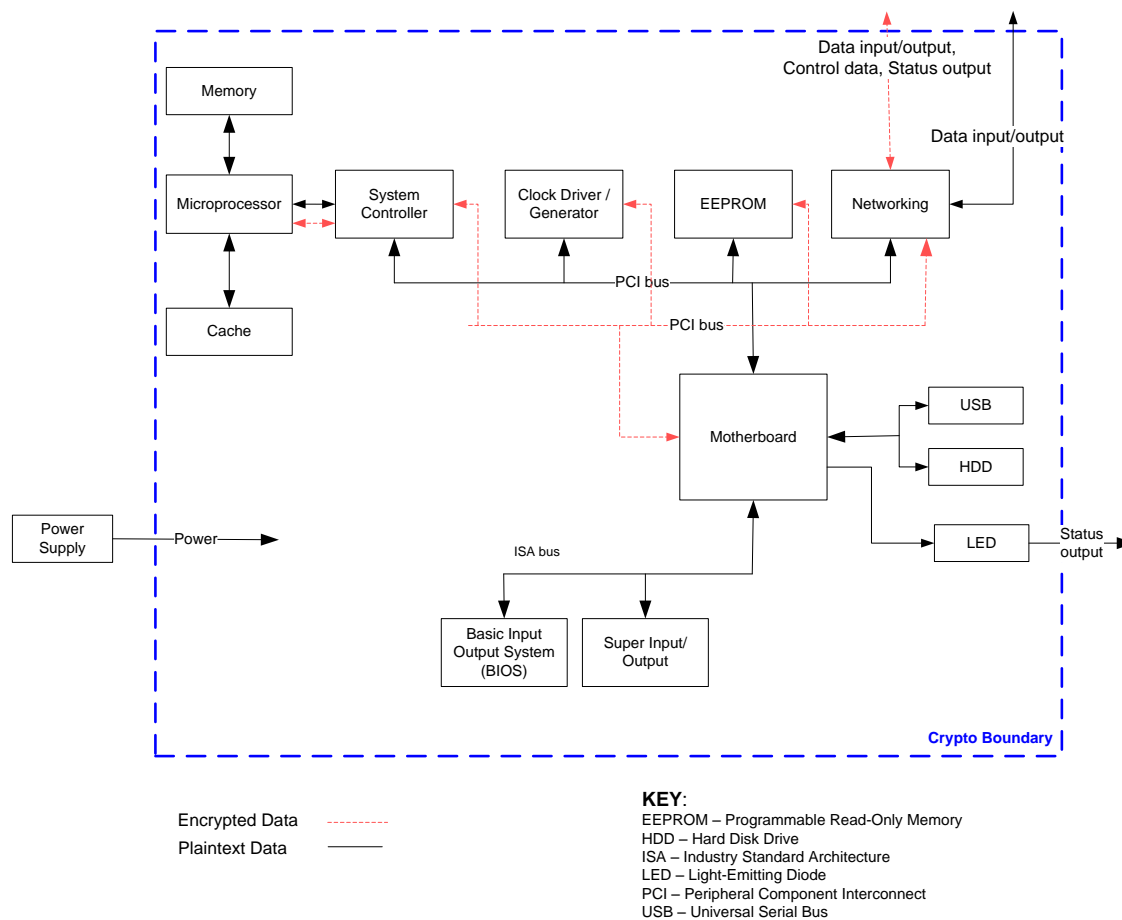 Data input/output,
Control data, Status output
Data input/output
Memory
Microprocessor
System
Controller
Clock Driver /
Generator
EEPROM
Networking
PCI bus
PCI bus
Cache
Motherboard
USB
HDD
LED
Status
output
Power
Supply
Power
ISA bus
Basic Input
Output System
(BIOS)
Super Input/
Output
Crypto Boundary
Encrypted Data
Plaintext Data
KEY:
EEPROM – Programmable Read-Only Memory
HDD – Hard Disk Drive
ISA – Industry Standard Architecture
LED – Light-Emitting Diode
PCI – Peripheral Component Interconnect
USB – Universal Serial Bus